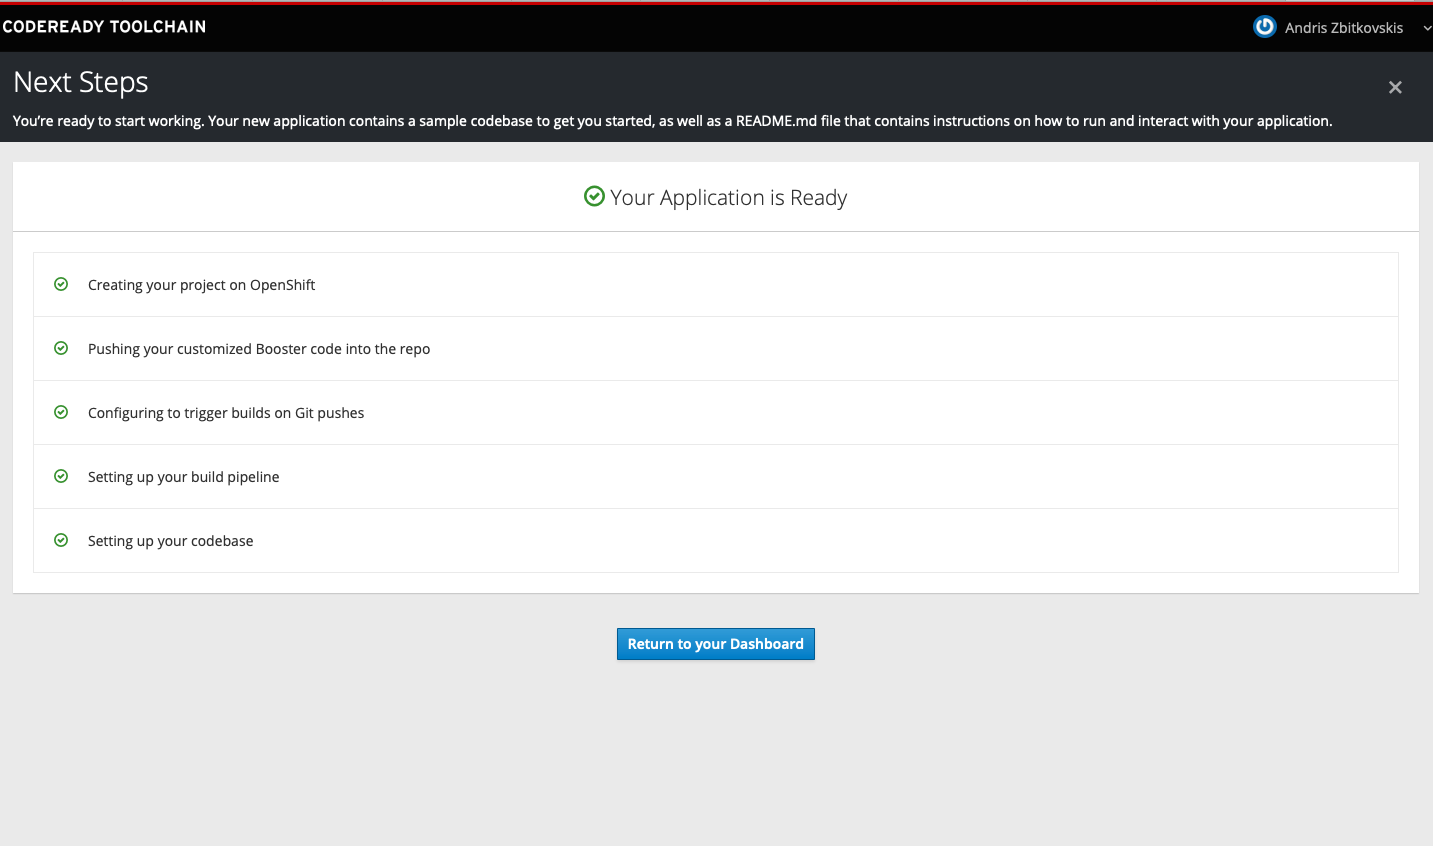 CODEREADY TOOLCHAIN
Andris Zbitkovskis
Next Steps
You’re ready to start working. Your new application contains a sample codebase to get you started, as well as a README.md file that contains instructions on how to run and interact with your application.
Your Application is Ready
Creating your project on OpenShift
Pushing your customized Booster code into the repo
Configuring to trigger builds on Git pushes
Setting up your build pipeline
Setting up your codebase
Return to your Dashboard